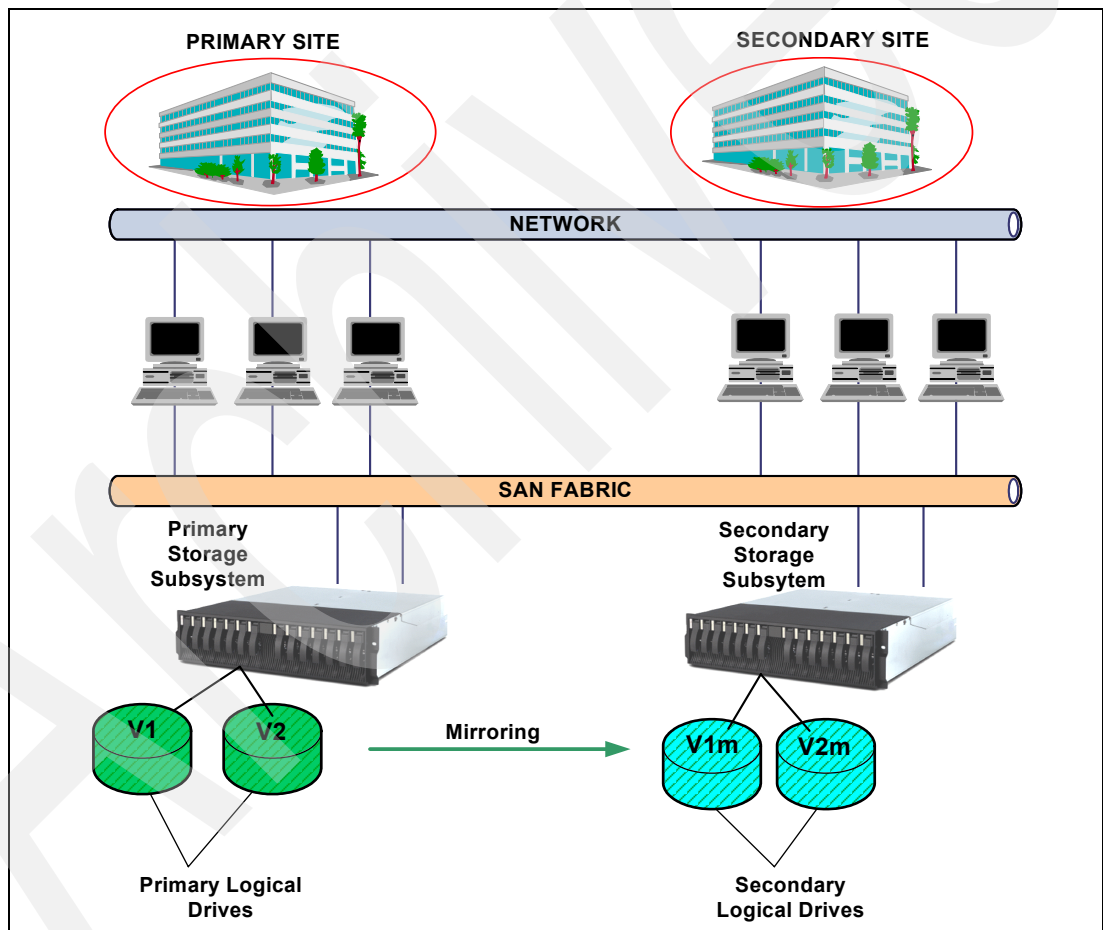 PRIMARY SITE
SECONDARY SITE
NETWORK
SAN FABRIC
Primary
Storage
Subsystem
Secondary
Storage
Subsytem
V1
V2
Mirroring
V1m
V2m
Primary Logical
Drives
Secondary
Logical Drives